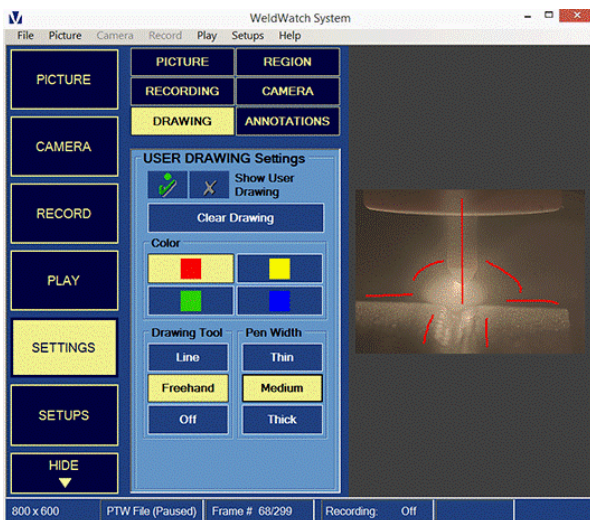 WeldWatch System
File Picture Camera Record Play Setups Help
PICTURE
CAMERA
RECORD
PLAY
SETTINGS
SETUPS
HIDE
PICTURE REGION
RECORDING CAMERA
DRAWING ANNOTATIONS
USER DRAWING Settings
Show User
Drawing
Clear Drawing
Color
Drawing Tool
Line
Freehand
Off
Pen Width
Thin
Medium
Thick
800 x 600 PTW File (Paused) Frame # 68/299 Recording: Off